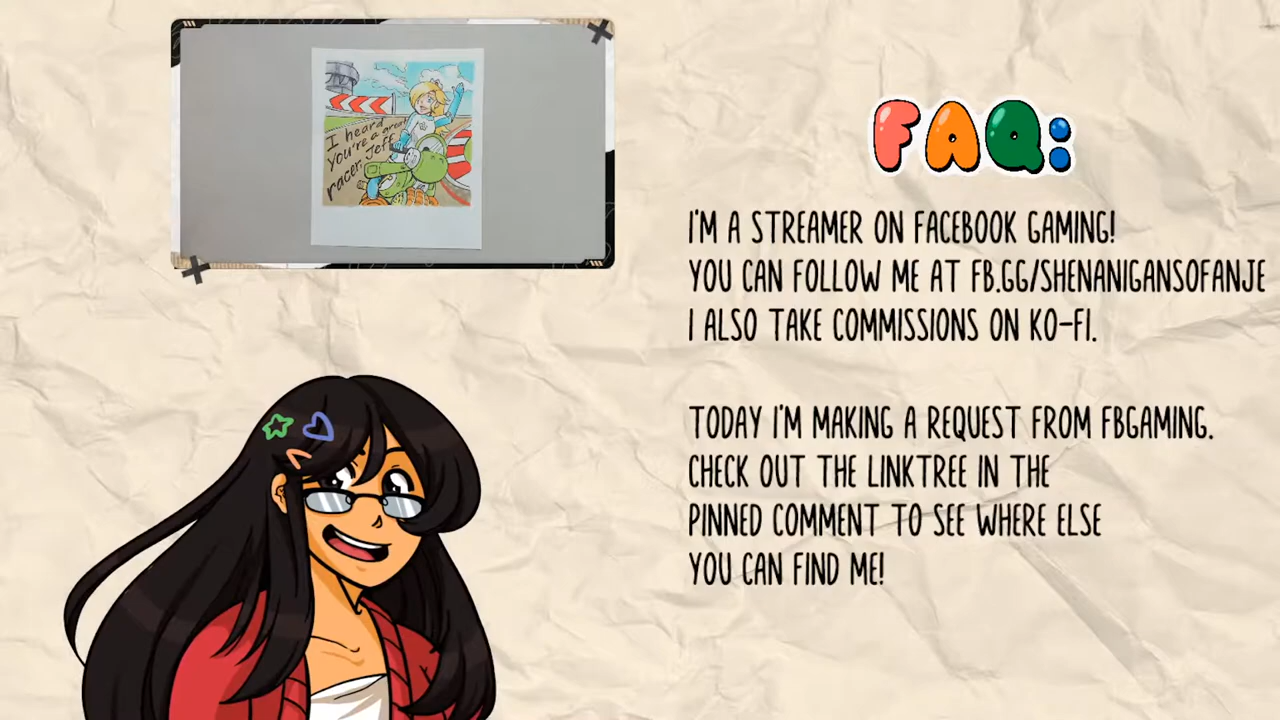 I heard
you're a great
racer, Jeff
FAQ:
I'M A STREAMER ON FACEBOOK GAMING!
YOU CAN FOLLOW ME AT FB.GG/SHENANIGANSOFANJE
I ALSO TAKE COMMISSIONS ON KO-FI.
TODAY I'M MAKING A REQUEST FROM FBGAMING.
CHECK OUT THE LINKTREE IN THE
PINNED COMMENT TO SEE WHERE ELSE
YOU CAN FIND ME!